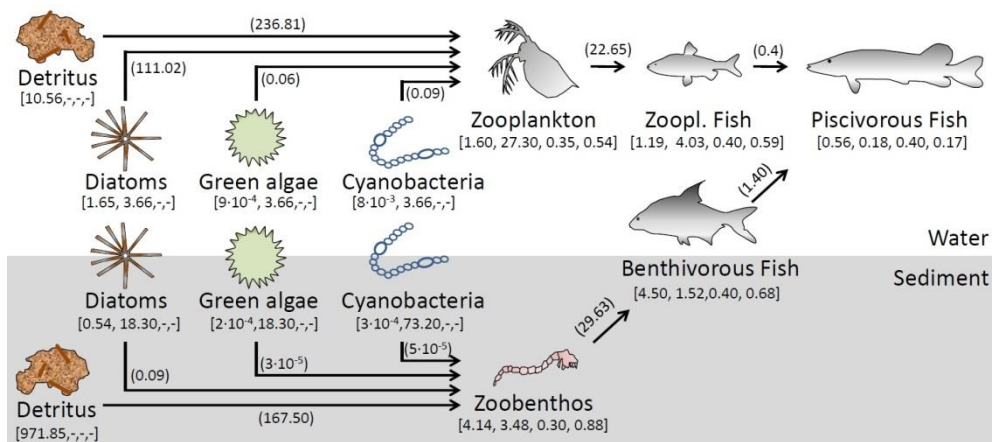 (236.81)
Detritus
[10.56,-,-,-]
(111.02)
(0.06)
(0.09)
(22.65)
(0.4)
Zooplankton
[1.60, 27.30, 0.35, 0.54]
Zoopl. Fish
[1.19, 4.03, 0.40, 0.59]
Piscivorous Fish
[0.56, 0.18, 0.40, 0.17]
Diatoms
[1.65, 3.66,-,-]
Green algae
[9·10⁻⁴, 3.66,-,-]
Cyanobacteria
[8·10⁻³, 3.66,-,-]
(1.40)
Water
Sediment
Benthivorous Fish
[4.50, 1.52,0.40, 0.68]
Diatoms
[0.54, 18.30,-,-]
Green algae
[2·10⁻⁴,18.30,-,-]
Cyanobacteria
[3·10⁻⁴,73.20,-,-]
(29.63)
(5·10⁻⁵)
(3·10⁻⁵)
(0.09)
Detritus
[971.85,-,-,-]
(167.50)
Zoobenthos
[4.14, 3.48, 0.30, 0.88]